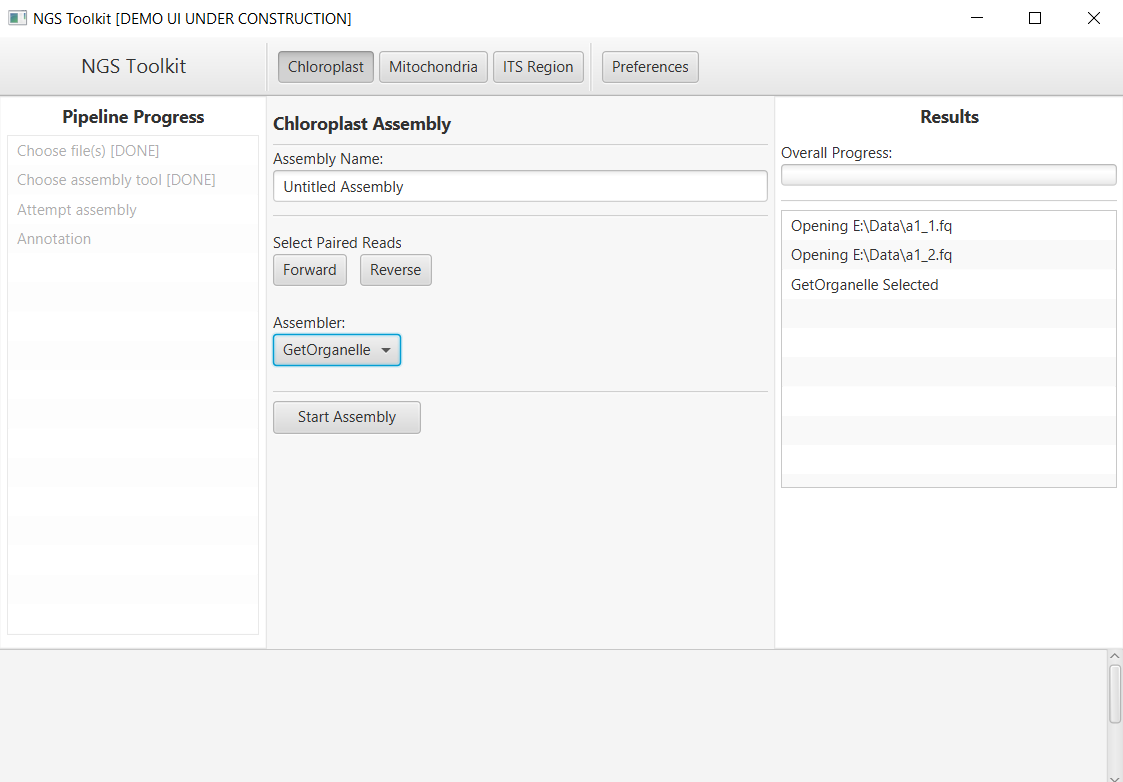 NGS Toolkit [DEMO UI UNDER CONSTRUCTION]
NGS Toolkit
Chloroplast
Mitochondria
ITS Region
Preferences
Pipeline Progress
Choose file(s) [DONE]
Choose assembly tool [DONE]
Attempt assembly
Annotation
Chloroplast Assembly
Assembly Name:
Untitled Assembly
Select Paired Reads
Forward
Reverse
Assembler:
GetOrganelle
Start Assembly
Results
Overall Progress:
Opening E:\Data\a1_1.fq
Opening E:\Data\a1_2.fq
GetOrganelle Selected